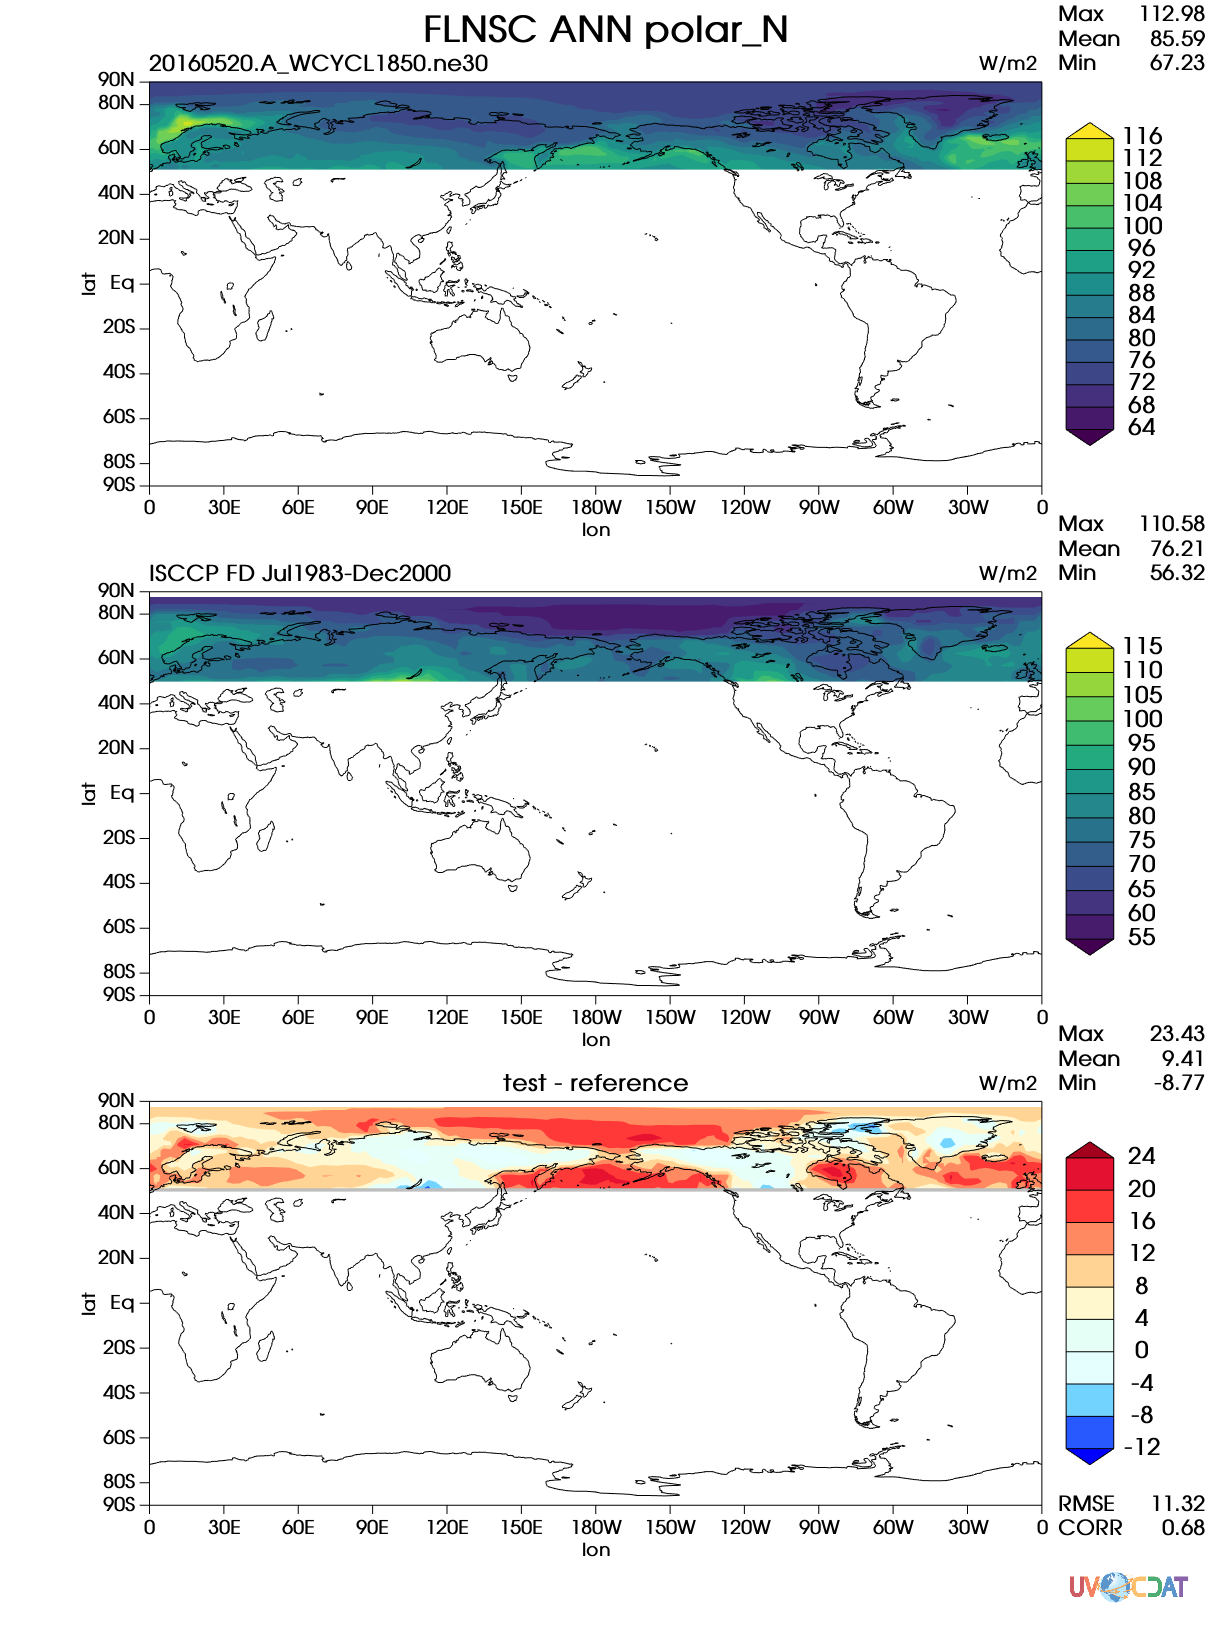 FLNSC ANN polar_N
Max 112.98
Mean 85.59
Min 67.23
20160520.A_WCYCL1850.ne30 W/m2
90N
80N
60N
40N
20N
Eq
20S
40S
60S
80S
90S
lat
0 30E 60E 90E 120E 150E 180W 150W 120W 90W 60W 30W 0
lon
116
112
108
104
100
96
92
88
84
80
76
72
68
64
Max 110.58
Mean 76.21
Min 56.32
ISCCP FD Jul1983-Dec2000 W/m2
90N
80N
60N
40N
20N
Eq
20S
40S
60S
80S
90S
lat
0 30E 60E 90E 120E 150E 180W 150W 120W 90W 60W 30W 0
lon
115
110
105
100
95
90
85
80
75
70
65
60
55
Max 23.43
Mean 9.41
Min -8.77
test - reference W/m2
90N
80N
60N
40N
20N
Eq
20S
40S
60S
80S
90S
lat
0 30E 60E 90E 120E 150E 180W 150W 120W 90W 60W 30W 0
lon
24
20
16
12
8
4
0
-4
-8
-12
RMSE 11.32
CORR 0.68
UV CDAT